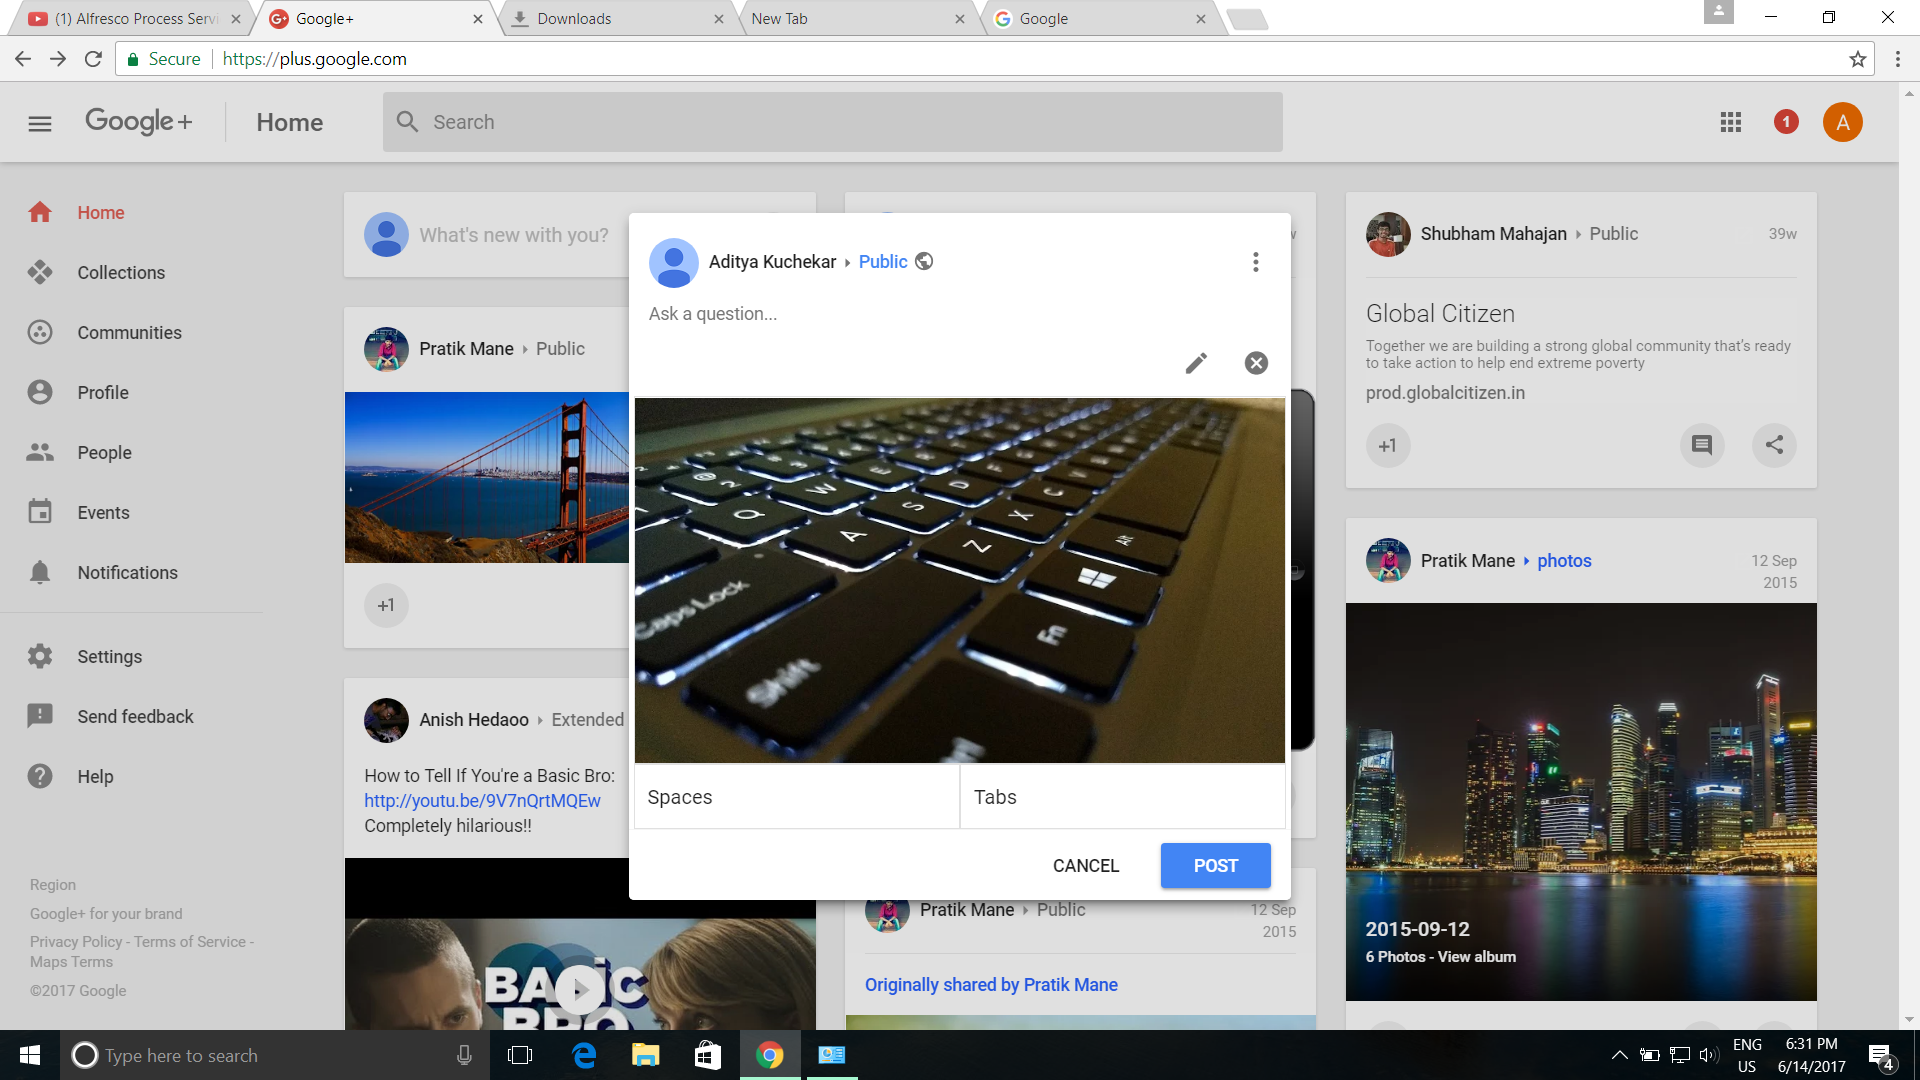 (1) Alfresco Process Servi
Google+
Downloads
New Tab
Google
Secure
https://plus.google.com
Google+
Home
Search
1
A
Home
Collections
Communities
Profile
People
Events
Notifications
Settings
Send feedback
Help
Region
Google+ for your brand
Privacy Policy - Terms of Service -
Maps Terms
©2017 Google
What's new with you?
Pratik Mane
Public
+1
Anish Hedaoo
Extended
How to Tell If You're a Basic Bro:
http://youtu.be/9V7nQrtMQEw
Completely hilarious!!
BASIC
BRO
Aditya Kuchekar
Public
Ask a question...
@
2
Q
W
E
R
A
S
D
F
G
Z
X
C
V
Alt
Caps Lock
Shift
Fn
Spaces
Tabs
CANCEL
POST
Pratik Mane
Public
12 Sep
2015
Originally shared by Pratik Mane
Shubham Mahajan
Public
39w
Global Citizen
Together we are building a strong global community that's ready
to take action to help end extreme poverty
prod.globalcitizen.in
+1
Pratik Mane
photos
12 Sep
2015
2015-09-12
6 Photos - View album
Type here to search
ENG
US
6:31 PM
6/14/2017
4